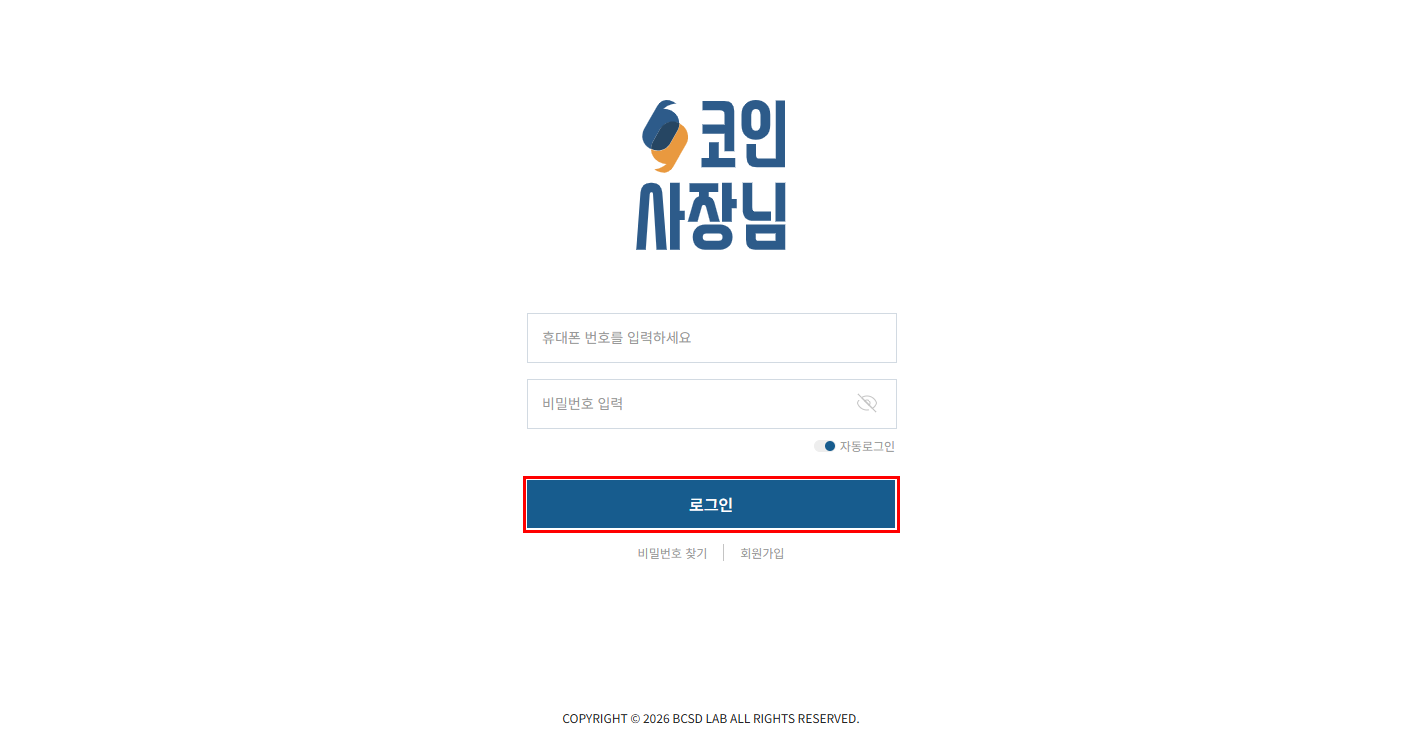 코인
사장님
휴대폰 번호를 입력하세요
비밀번호 입력
자동로그인
로그인
비밀번호 찾기
회원가입
COPYRIGHT © 2026 BCSD LAB ALL RIGHTS RESERVED.